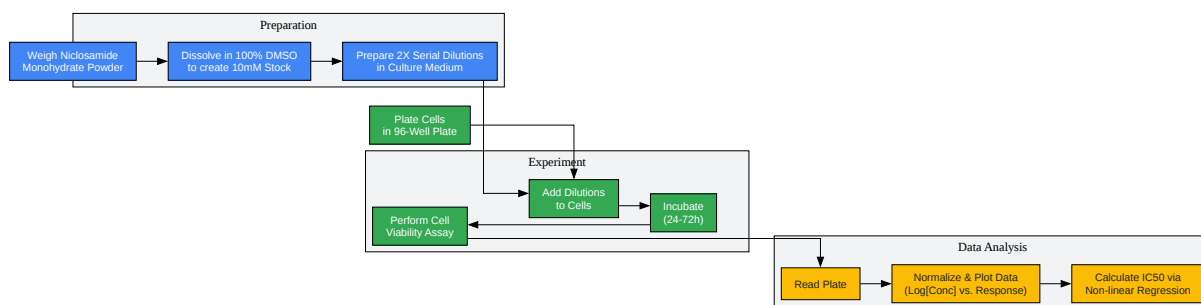 Preparation
Weigh Niclosamide
Monohydrate Powder
Dissolve in 100% DMSO
to create 10mM Stock
Prepare 2X Serial Dilutions
in Culture Medium
Plate Cells
in 96-Well Plate
Experiment
Add Dilutions
to Cells
Incubate
(24-72h)
Perform Cell
Viability Assay
Data Analysis
Read Plate
Normalize & Plot Data
(Log[Conc] vs. Response)
Calculate IC50 via
Non-linear Regression